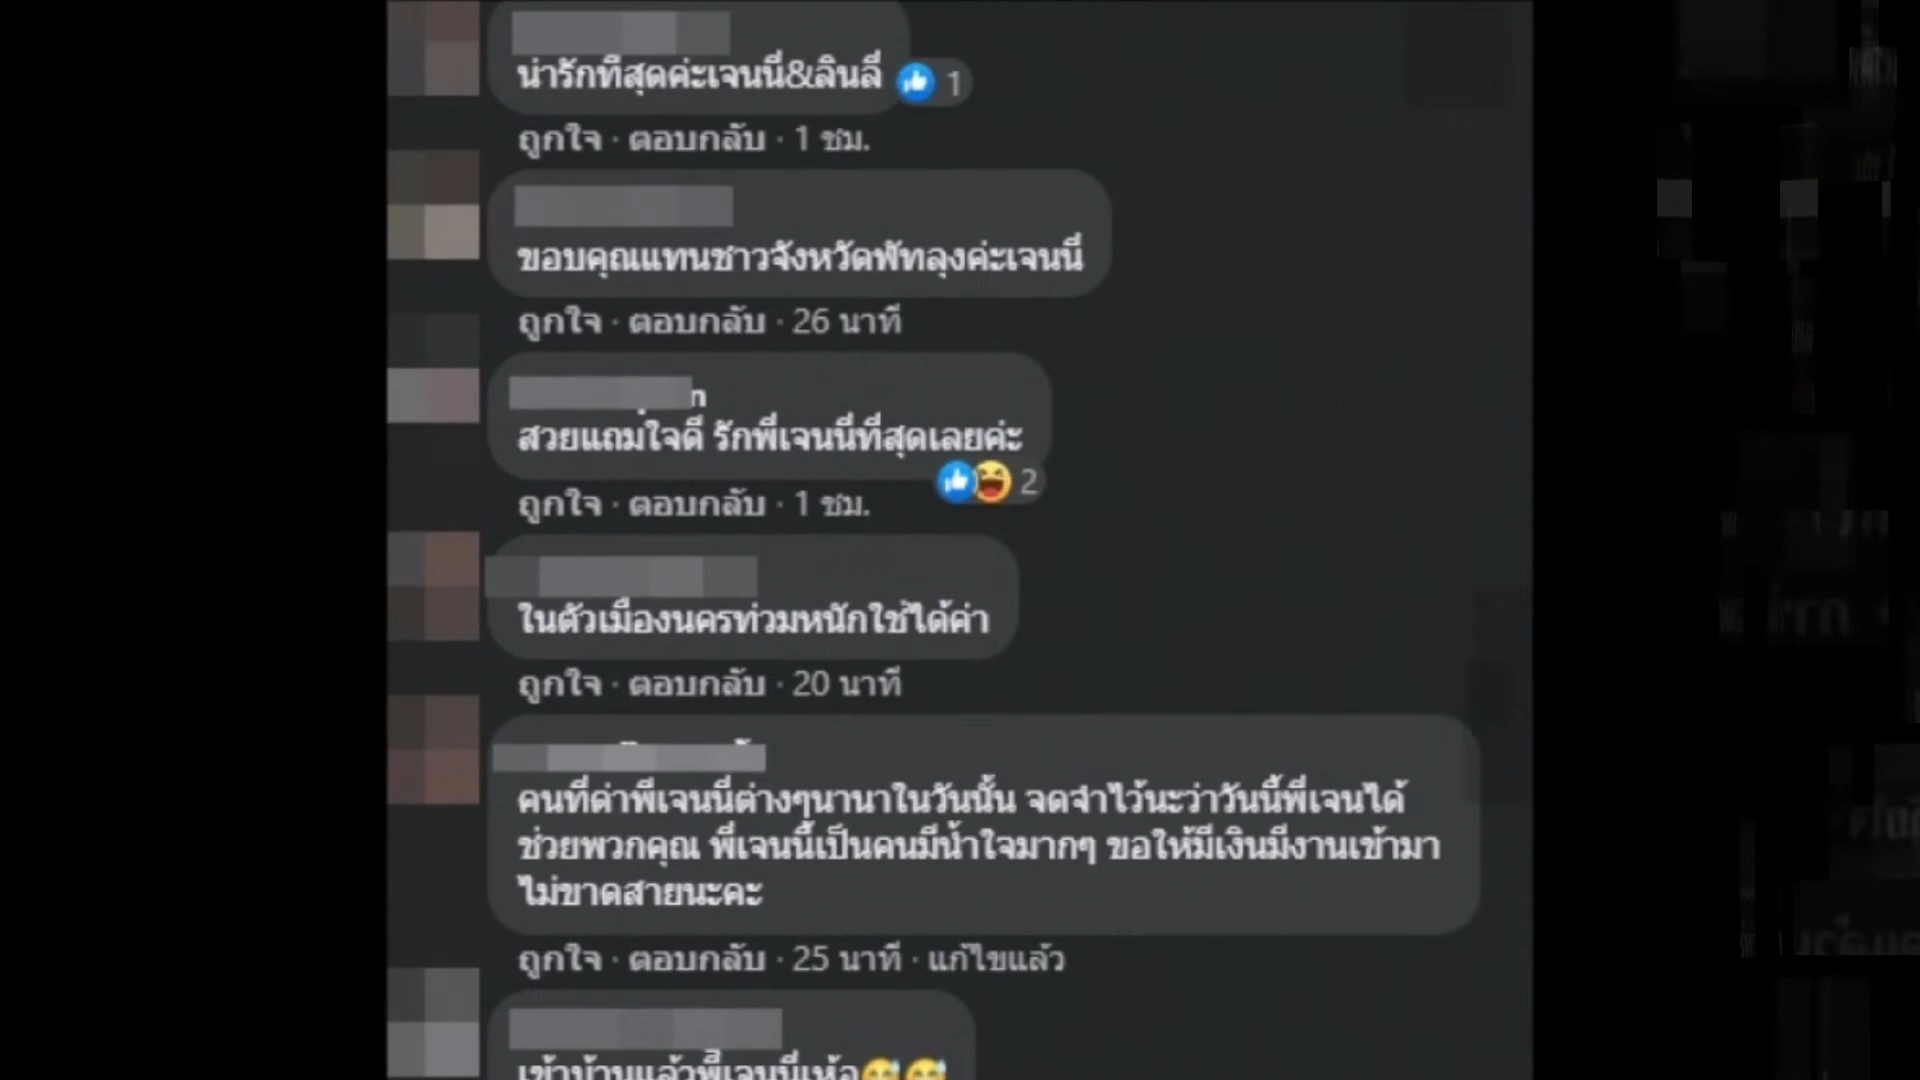 น่ารักที่สุดค่ะเจนนี่&ลินลี่
1
ถูกใจ · ตอบกลับ · 1 ชม.
ขอบคุณแทนชาวจังหวัดพัทลุงค่ะเจนนี่
ถูกใจ · ตอบกลับ · 26 นาที
สวยแถมใจดี รักพี่เจนนี่ที่สุดเลยค่ะ
2
ถูกใจ · ตอบกลับ · 1 ชม.
ในตัวเมืองนครท่วมหนักใช้ได้ค่า
ถูกใจ · ตอบกลับ · 20 นาที
คนที่ด่าพี่เจนนี่ต่างๆนานาในวันนั้น จดจำไว้นะว่าวันนี้พี่เจนได้
ช่วยพวกคุณ พี่เจนนี้เป็นคนมีน้ำใจมากๆ ขอให้มีเงินมีงานเข้ามา
ไม่ขาดสายนะคะ
ถูกใจ · ตอบกลับ · 25 นาที · แก้ไขแล้ว
เข้าบ้านแล้วพี่เจนนี่เห้อ😅😅